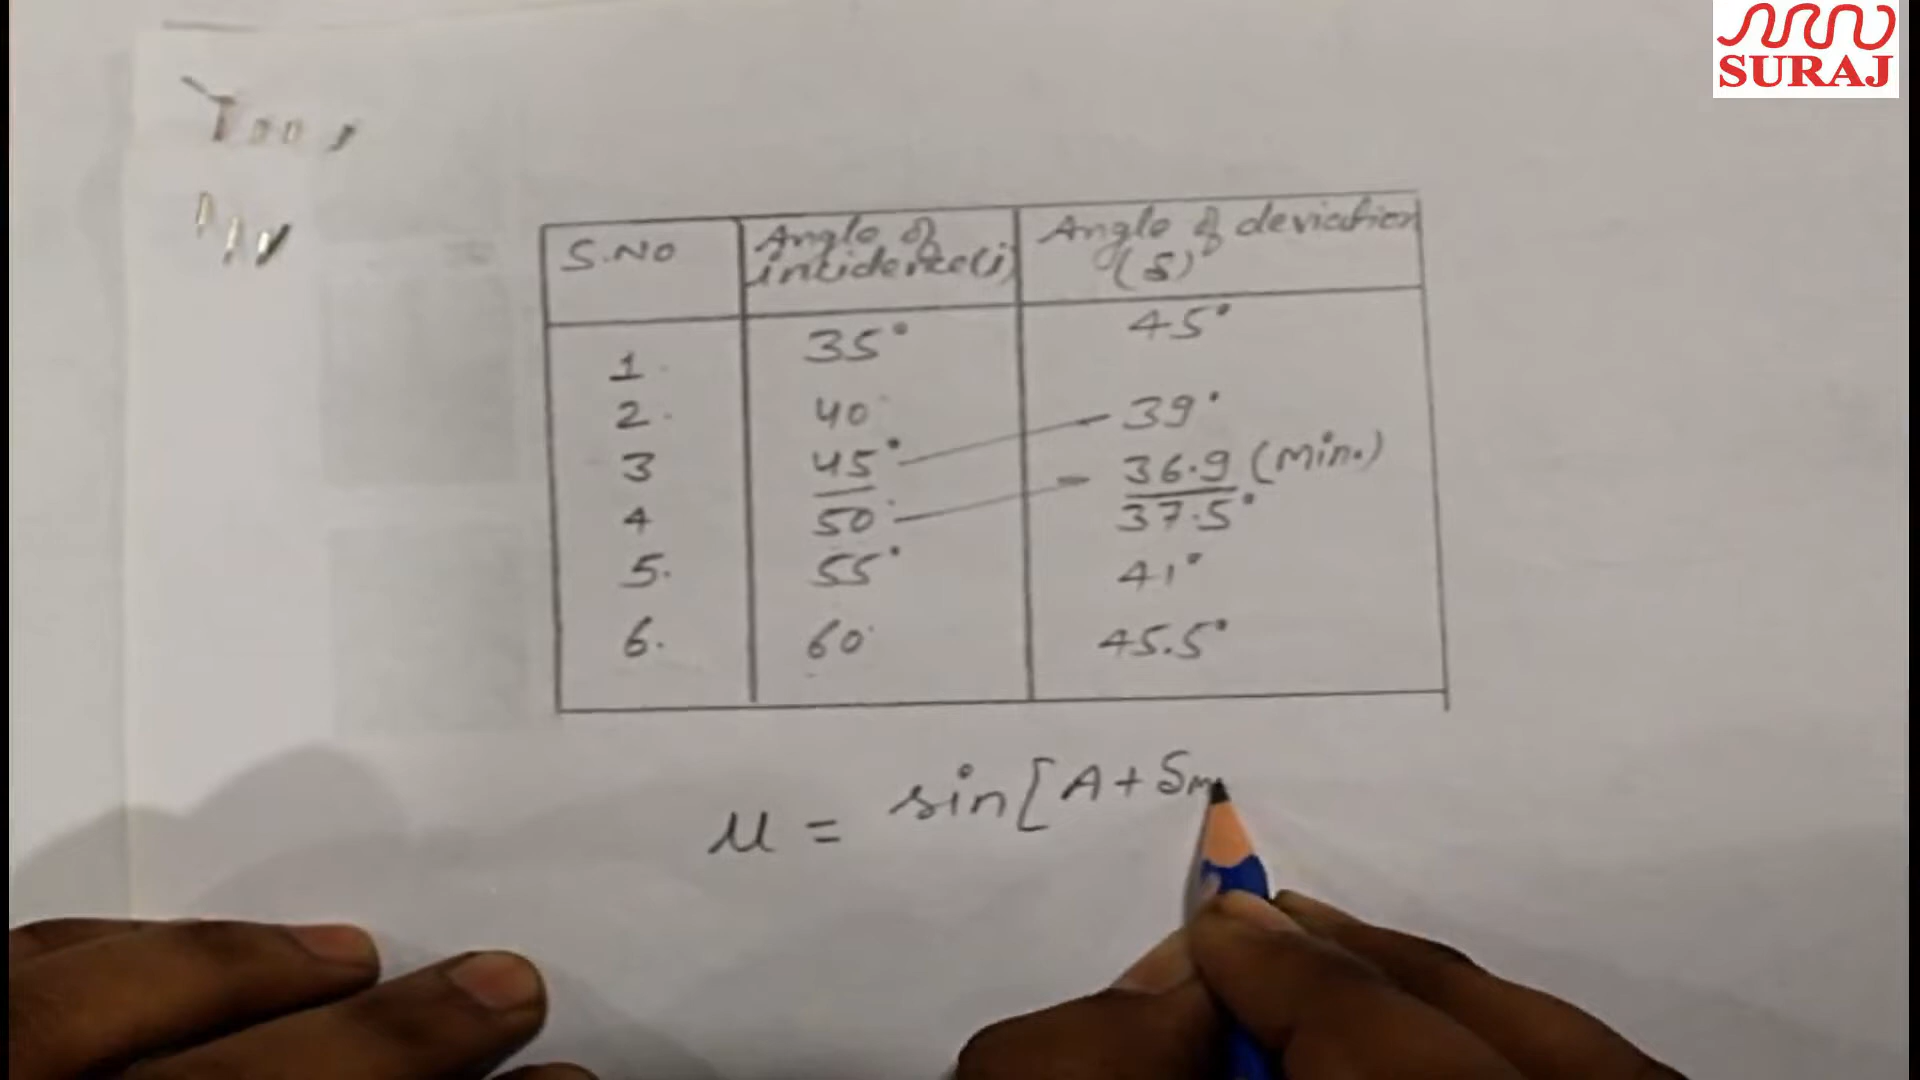 SURAJ
S.No Angle of incidence(i) Angle of deviation (δ)
1. 35° 45°
2. 40° 39°
3 45° 36.9 (Min.)
4 50° 37.5°
5. 55° 41°
6. 60° 45.5°
μ = sin[A+δm